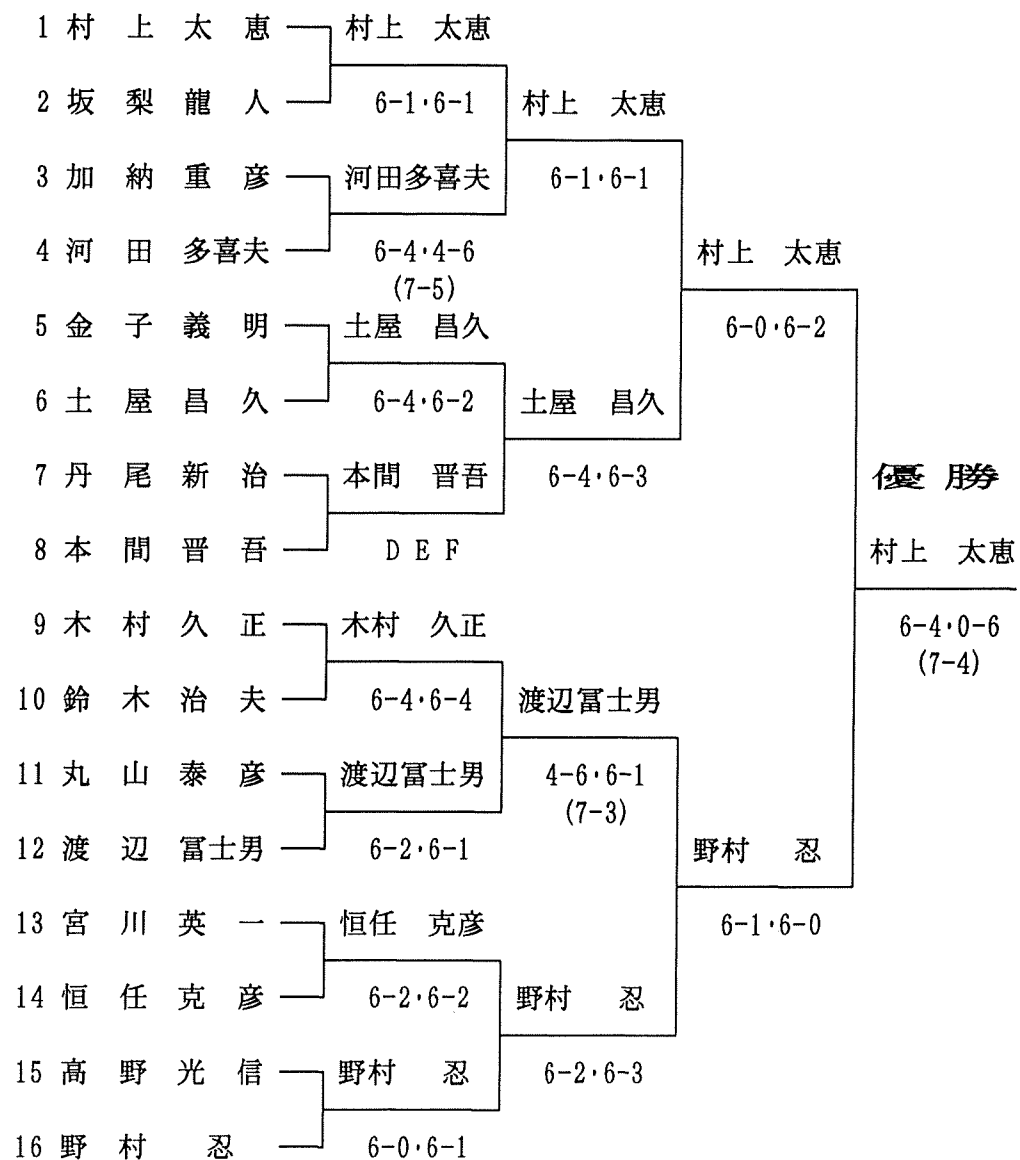 1 村上太恵 村上 太恵
2 坂梨龍人 6-1・6-1 村上 太恵
3 加納重彦 河田多喜夫 6-1・6-1
4 河田多喜夫 6-4・4-6 村上 太恵
(7-5)
5 金子義明 土屋 昌久 6-0・6-2
6 土屋昌久 6-4・6-2 土屋 昌久
7 丹尾新治 本間 晋吾 6-4・6-3 優勝
8 本間晋吾 DEF 村上 太恵
9 木村久正 木村 久正 6-4・0-6
(7-4)
10 鈴木治夫 6-4・6-4 渡辺冨士男
11 丸山泰彦 渡辺冨士男 4-6・6-1
(7-3)
12 渡辺冨士男 6-2・6-1 野村 忍
13 宮川英一 恒任 克彦 6-1・6-0
14 恒任克彦 6-2・6-2 野村 忍
15 高野光信 野村 忍 6-2・6-3
16 野村忍 6-0・6-1